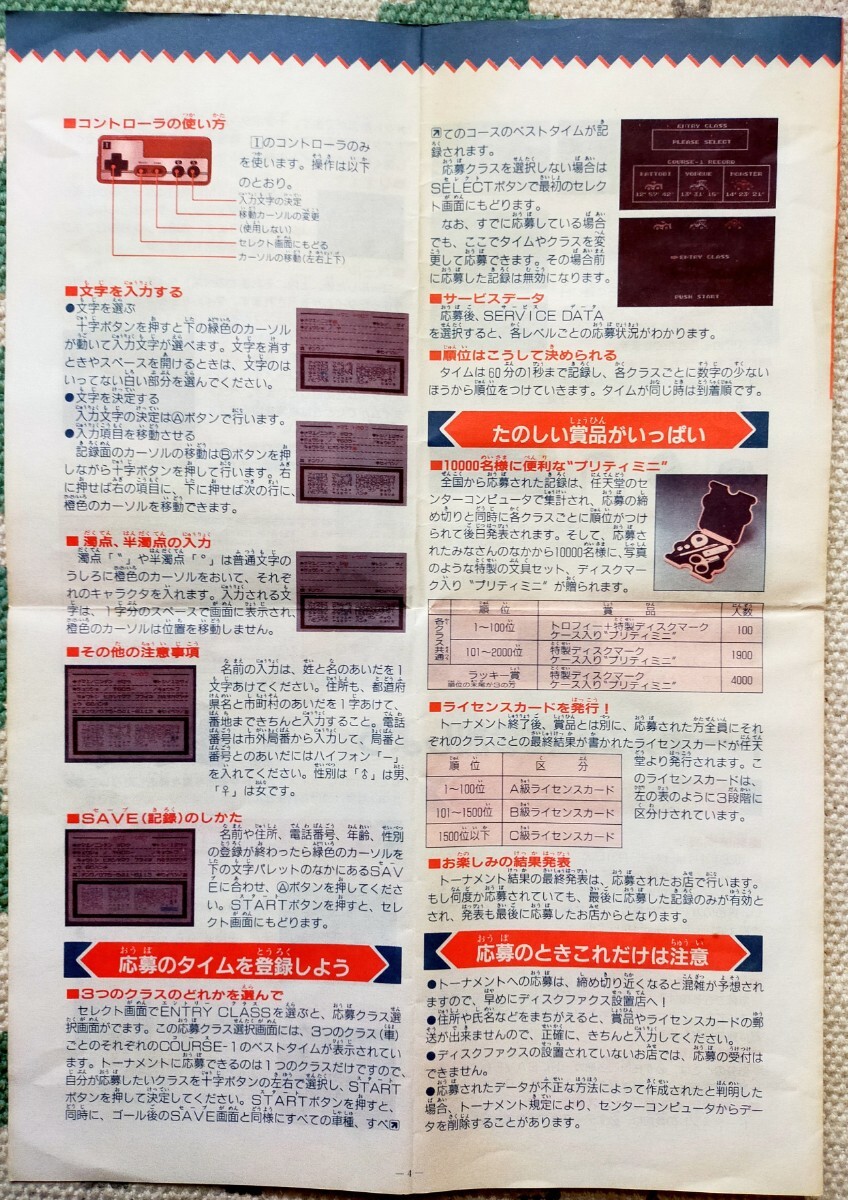 ■コントローラの使い方
Iのコントローラのみ
を使います。操作は以下
のとおり。
入力文字の決定
移動カーソルの変更
(使用しない)
セレクト画面にもどる
カーソルの移動(左右上下)
■文字を入力する
●文字を選ぶ
十字ボタンを押すと下の緑色のカーソル
が動いて入力文字が選べます。文字を消す
ときやスペースを開けるときは、文字のは
いってない白い部分を選んでください。
●文字を決定する
入力文字の決定はⒶボタンで行います。
●入力項目を移動させる
記録面のカーソルの移動はⒷボタンを押
しながら十字ボタンを押して行います。右
に押せば右の項目に、下に押せば次の行に、
橙色のカーソルを移動できます。
■濁点、半濁点の入力
濁点「゛」や半濁点「゜」は普通文字の
うしろに橙色のカーソルをおいて、それぞ
れのキャラクタを入れます。入力される文
字は、1字分のスペースで画面に表示され、
橙色のカーソルは位置を移動しません。
■その他の注意事項
名前の入力は、姓と名のあいだを1
文字あけてください。住所も、都道府
県名と市町村のあいだを1字あけて、
番地まできちんと入力すること。電話
番号は市外局番から入力して、局番と
番号とのあいだにはハイフォン「ー」
を入れてください。性別は「♂」は男、
「♀」は女です。
■SAVE(記録)のしかた
名前や住所、電話番号、年齢、性別
の登録が終わったら緑色のカーソルを
下の文字パレットのなかにあるSAV
Eに合わせ、Ⓐボタンを押してくださ
い。STARTボタンを押すと、セレ
クト画面にもどります。
応募のタイムを登録しよう
■3つのクラスのどれかを選んで
セレクト画面でENTRY CLASSを選ぶと、応募クラス選
択画面がでます。この応募クラス選択画面には、3つのクラス(車)
ごとのそれぞれのCOURSE-1のベストタイムが表示されてい
ます。トーナメントに応募できるのは1つのクラスだけですので、
自分が応募したいクラスを十字ボタンの左右で選択し、START
ボタンを押して決定してください。STARTボタンを押すと、
同時に、ゴール後のSAVE画面と同様にすべての車種、すべ↗
↗てのコースのベストタイムが記
録されます。
応募クラスを選択しない場合は
SELECTボタンで最初のセレク
ト画面にもどります。
なお、すでに応募している場合
でも、ここでタイムやクラスを変
更して応募できます。その場合前
に応募した記録は無効になります。
ENTRY CLASS
PLEASE SELECT
COURSE-1 RECORD
ENTRY CLASS
PUSH START
■サービスデータ
応募後、SERVICE DATA
を選択すると、各レベルごとの応募状況がわかります。
■順位はこうして決められる
タイムは60分の1秒まで記録し、各クラスごとに数字の少ない
ほうから順位をつけていきます。タイムが同じ時は到着順です。
たのしい賞品がいっぱい
■10000名様に便利な"プリティミニ"
全国から応募された記録は、任天堂のセ
ンターコンピュータで集計され、応募の締
め切りと同時に各クラスごとに順位がつけ
られて後日発表されます。そして、応募さ
れたみなさんのなかから10000名様に、写真
のような特製の文具セット、ディスクマー
ク入り"プリティミニ"が贈られます。
順位 賞品 人数
各クラス共通
1〜100位 トロフィー+特製ディスクマークケース入り"プリティミニ" 100
101〜2000位 特製ディスクマークケース入り"プリティミニ" 1900
ラッキー賞 順位の末尾が3の方 特製ディスクマークケース入り"プリティミニ" 4000
■ライセンスカードを発行!
トーナメント終了後、賞品とは別に、応募された方全員にそれ
ぞれのクラスごとの最終結果が書かれたライセンスカードが任天
堂より発行されます。こ
のライセンスカードは、
左の表のように3段階に
区分けされています。
順位 区分
1〜100位 A級ライセンスカード
101〜1500位 B級ライセンスカード
1500位以下 C級ライセンスカード
■お楽しみの結果発表
トーナメント結果の最終発表は、応募されたお店で行います。
もし何度か応募されていても、最後に応募した記録のみが有効と
され、発表も最後に応募したお店からとなります。
応募のときこれだけは注意
●トーナメントへの応募は、締め切り近くなると混雑が予想され
ますので、早めにディスクファクス設置店へ!
●住所や氏名などをまちがえると、賞品やライセンスカードの郵
送が出来ませんので、正確に、きちんと入力してください。
●ディスクファクスの設置されていないお店では、応募の受付は
できません。
●応募されたデータが不正な方法によって作成されたと判明した
場合、トーナメント規定により、センターコンピュータからデー
タを削除することがあります。
—4—